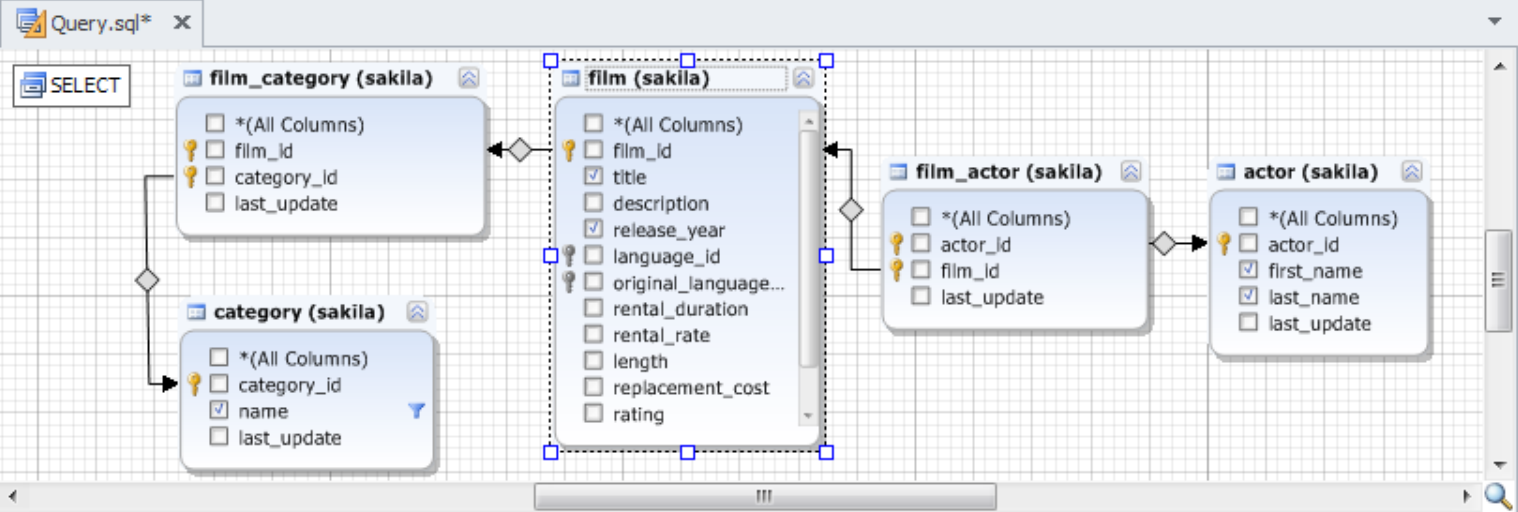 Query.sql*
SELECT
film_category (sakila)
*(All Columns)
film_id
category_id
last_update
category (sakila)
*(All Columns)
category_id
name
last_update
film (sakila)
*(All Columns)
film_id
title
description
release_year
language_id
original_language...
rental_duration
rental_rate
length
replacement_cost
rating
film_actor (sakila)
*(All Columns)
actor_id
film_id
last_update
actor (sakila)
*(All Columns)
actor_id
first_name
last_name
last_update